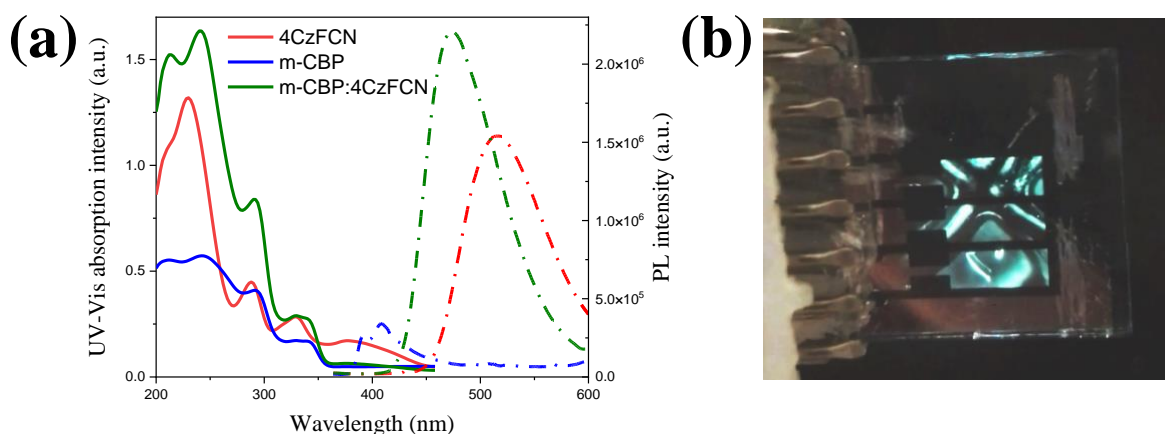 (a)
UV-Vis absorption intensity (a.u.)
1.5
1.0
0.5
0.0
4CzFCN
m-CBP
m-CBP:4CzFCN
2.0×10⁶
1.5×10⁶
1.0×10⁶
5.0×10⁵
0.0
PL intensity (a.u.)
200
300
400
500
600
Wavelength (nm)
(b)